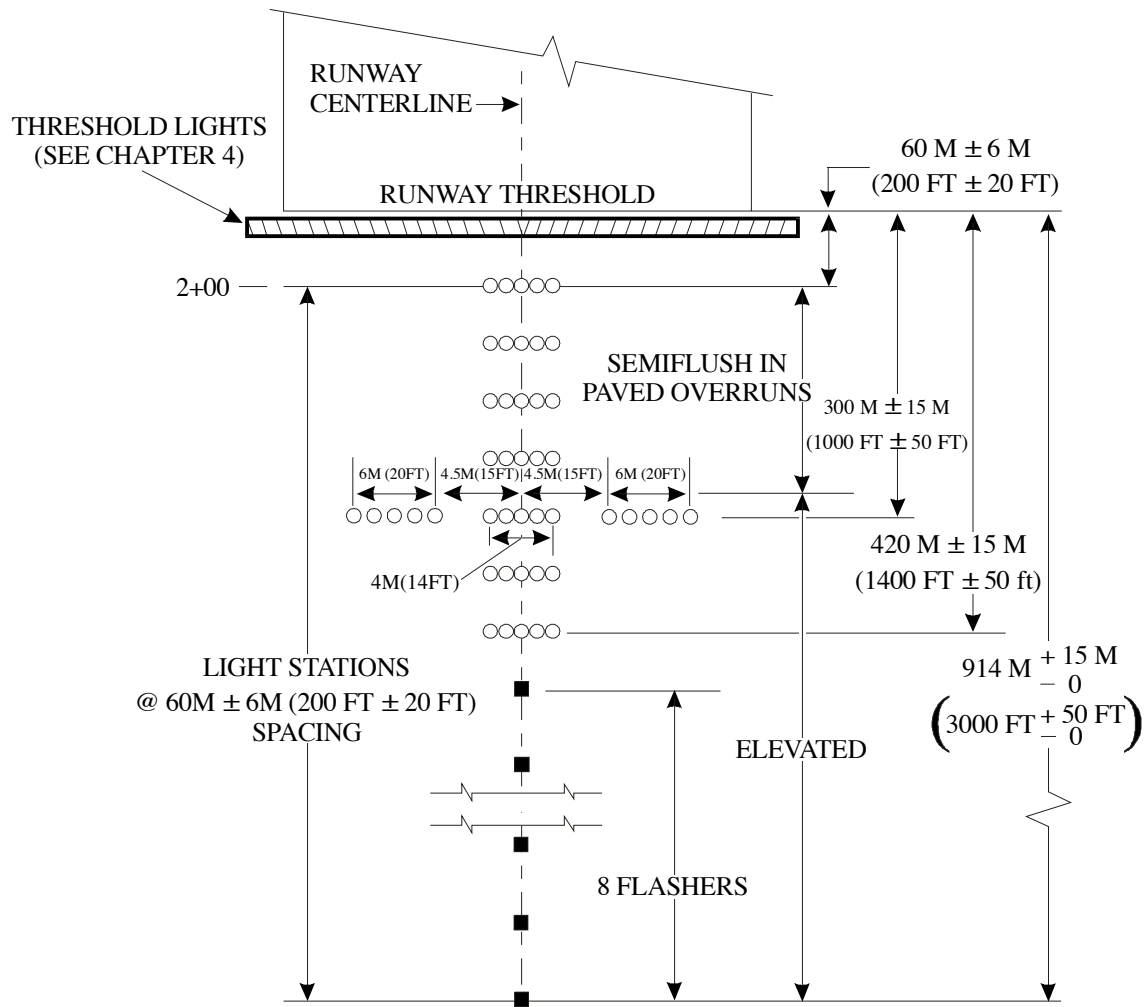 RUNWAY
CENTERLINE
THRESHOLD LIGHTS
(SEE CHAPTER 4)
60 M ± 6 M
(200 FT ± 20 FT)
RUNWAY THRESHOLD
2+00
SEMIFLUSH IN
PAVED OVERRUNS
300 M ± 15 M
(1000 FT ± 50 FT)
6M (20FT) 4.5M(15FT) 4.5M(15FT) 6M (20FT)
420 M ± 15 M
(1400 FT ± 50 ft)
4M(14FT)
LIGHT STATIONS
@ 60M ± 6M (200 FT ± 20 FT)
SPACING
914 M + 15 M
− 0
(3000 FT + 50 FT)
− 0
ELEVATED
8 FLASHERS